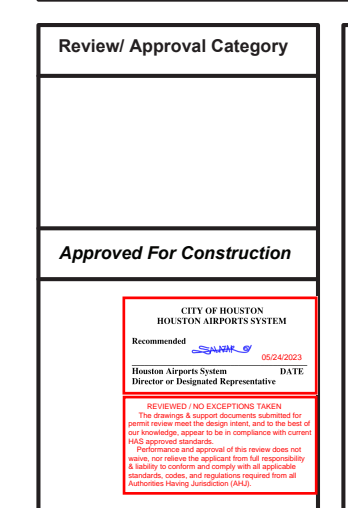 Review/ Approval Category
Approved For Construction
CITY OF HOUSTON
HOUSTON AIRPORTS SYSTEM
Recommended
SALAZAR
05/24/2023
Houston Airports System DATE
Director or Designated Representative
REVIEWED / NO EXCEPTIONS TAKEN
The drawings & support documents submitted for
permit review meet the design intent, and to the best of
our knowledge, appear to be in compliance with current
HAS approved standards.
Performance and approval of this review does not
waive, nor relieve the applicant from full responsibility
& liability to conform and comply with all applicable
standards, codes, and regulations required from all
Authorities Having Jurisdiction (AHJ).